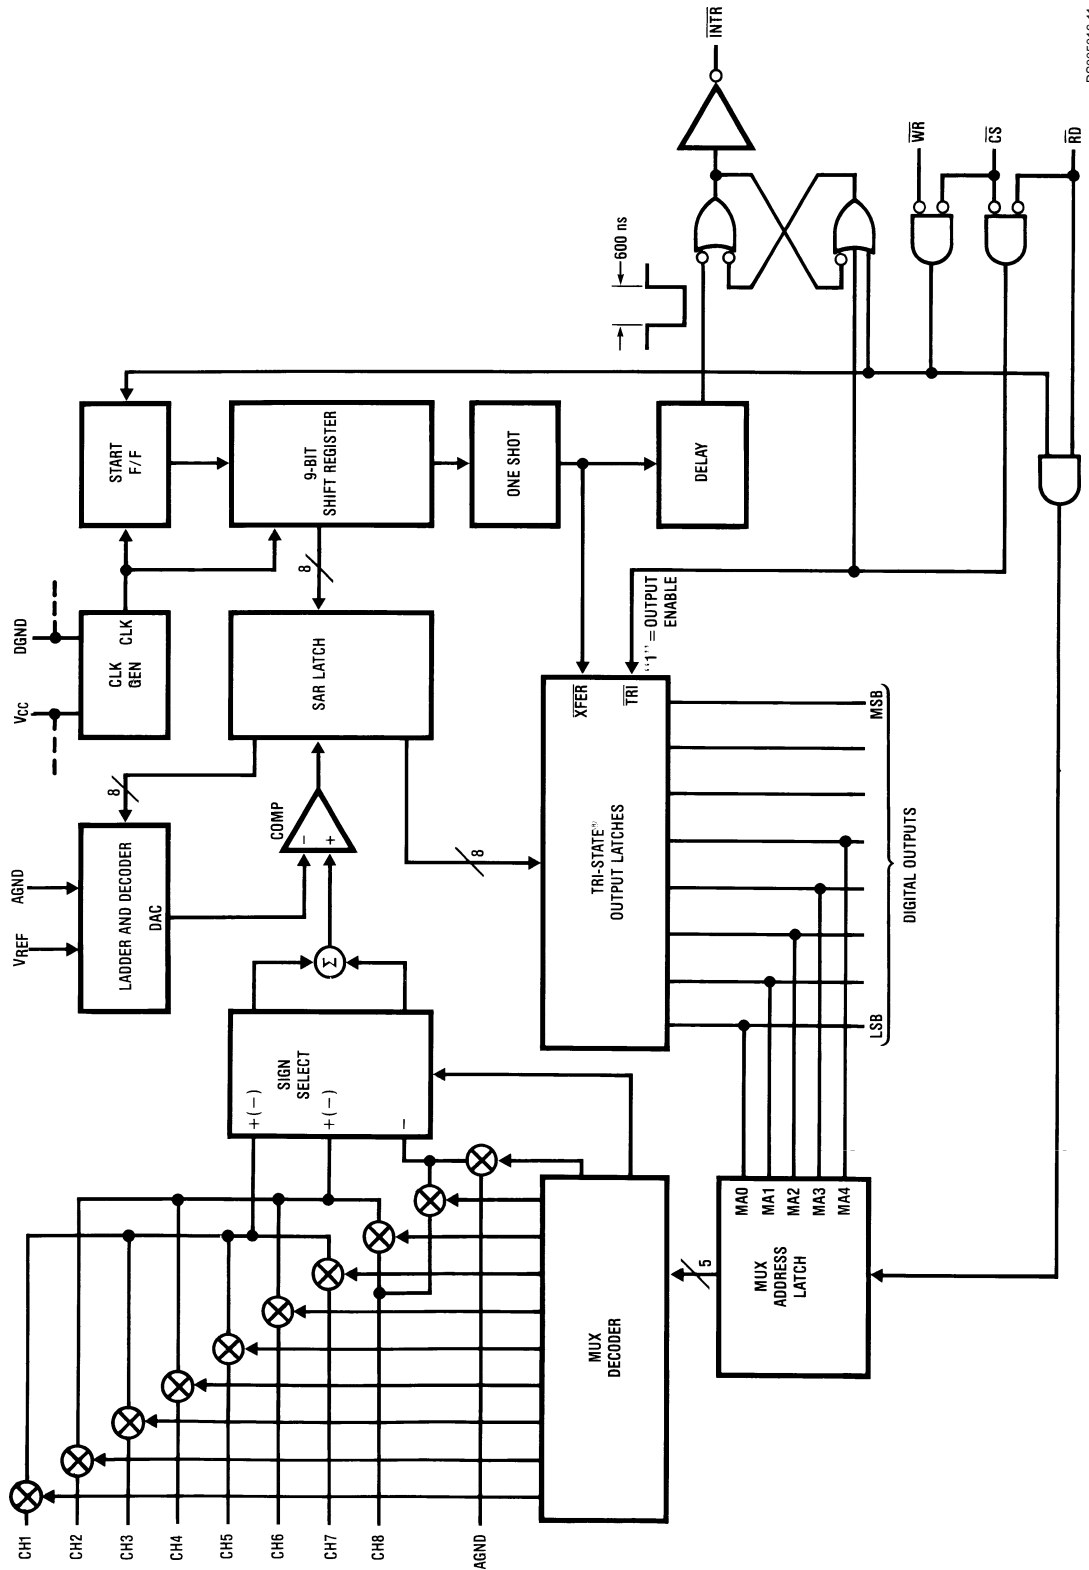 CH1
CH2
CH3
CH4
CH5
CH6
CH7
CH8
AGND
MUX
DECODER
5
MUX
ADDRESS
LATCH
MA0
MA1
MA2
MA3
MA4
SIGN
SELECT
+(−)
+(−)
−
Σ
VREF
AGND
LADDER AND DECODER
DAC
8
COMP
−
+
VCC
DGND
CLK
GEN
CLK
SAR LATCH
8
8
START
F/F
9-BIT
SHIFT REGISTER
ONE SHOT
DELAY
600 ns
TRI-STATE®
OUTPUT LATCHES
XFER
TRI
"1" = OUTPUT
ENABLE
LSB
MSB
DIGITAL OUTPUTS
INTR
WR
CS
RD